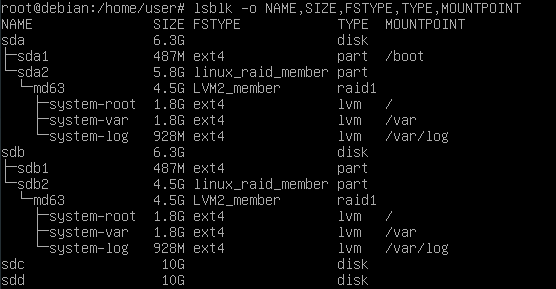 root@debian:/home/user# lsblk -o NAME,SIZE,FSTYPE,TYPE,MOUNTPOINT
NAME                SIZE FSTYPE            TYPE  MOUNTPOINT
sda                 6.3G                   disk
├─sda1              487M ext4              part  /boot
└─sda2              5.8G linux_raid_member part
  └─md63            4.5G LVM2_member       raid1
    ├─system-root   1.8G ext4              lvm   /
    ├─system-var    1.8G ext4              lvm   /var
    └─system-log    928M ext4              lvm   /var/log
sdb                 6.3G                   disk
├─sdb1              487M ext4              part
└─sdb2              4.5G linux_raid_member part
  └─md63            4.5G LVM2_member       raid1
    ├─system-root   1.8G ext4              lvm   /
    ├─system-var    1.8G ext4              lvm   /var
    └─system-log    928M ext4              lvm   /var/log
sdc                  10G                   disk
sdd                  10G                   disk